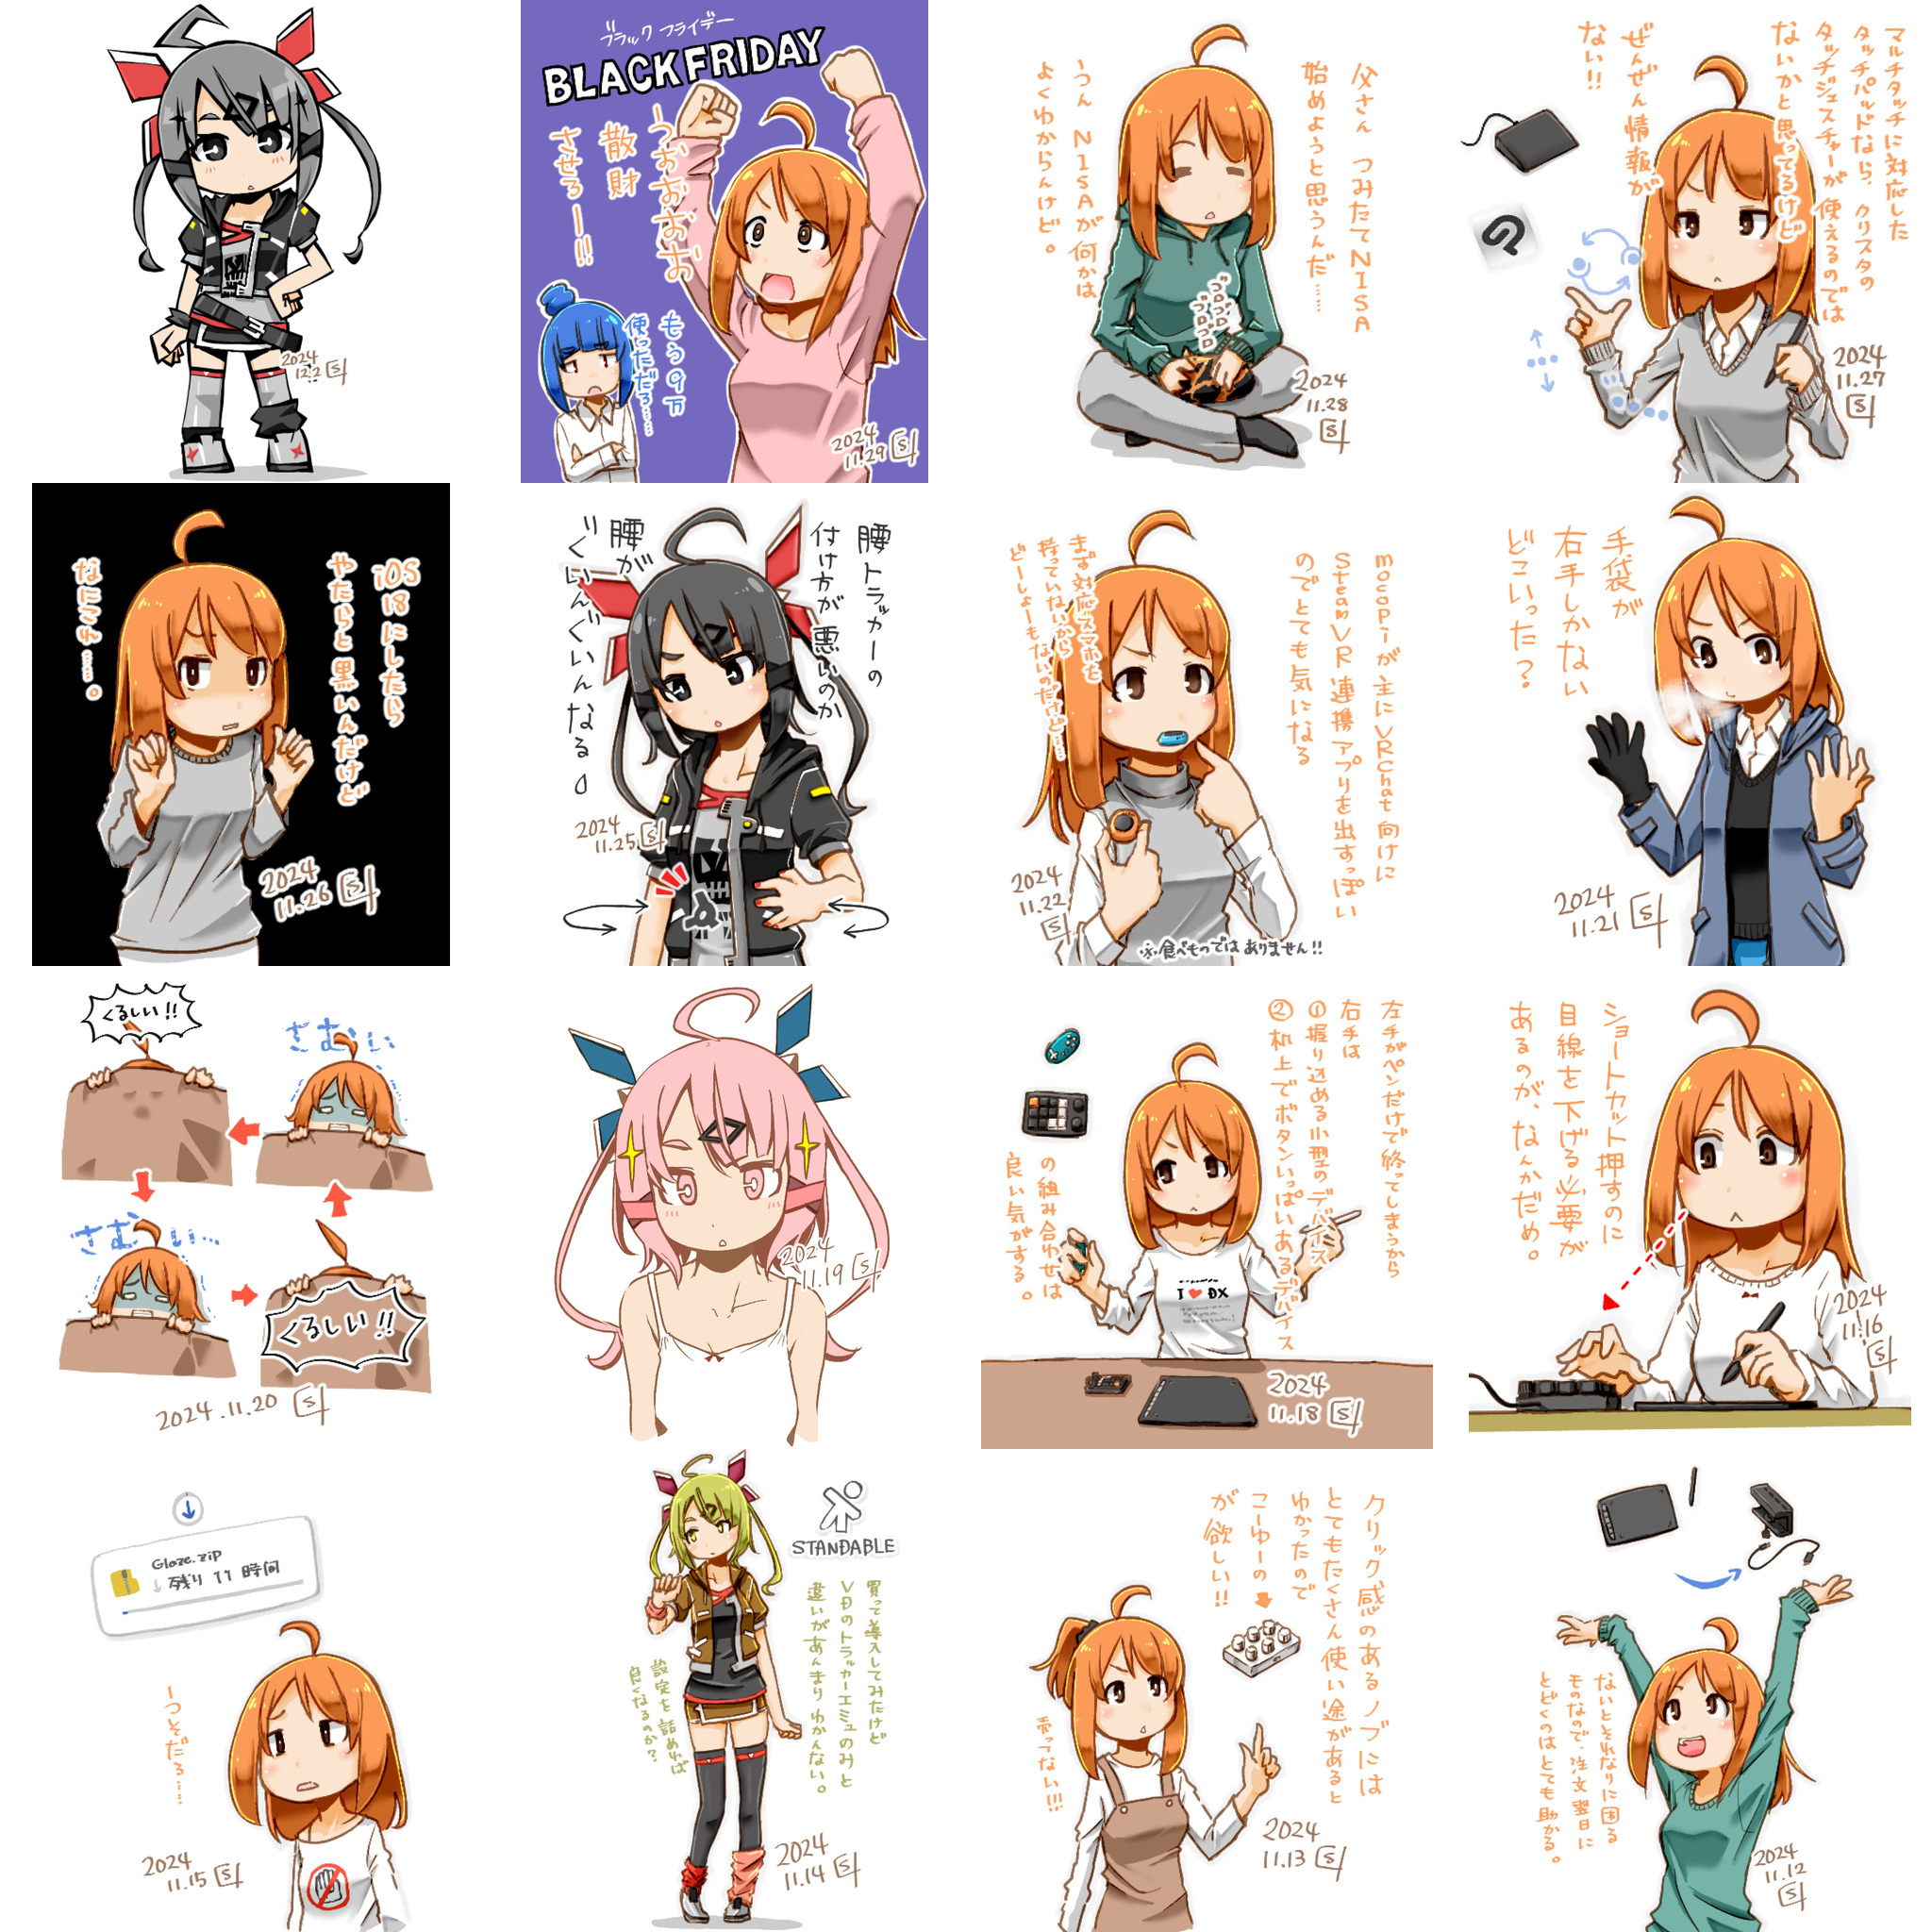 2024
12.2
ブラックフライデー
BLACK FRIDAY
うおおおお
散財
させろー!!
もう9万
使っただろ……
2024
11.29
父さん つみたてNISA
始めようと思うんだ……
うん NISAが何かは
よくわからんけど。
ゴロゴロ
ゴロゴロ
2024
11.28
マルチタッチに対応した
タッチパッドなら、クリスタの
タッチジェスチャーが使えるのでは
ないかと思ってるけど
ぜんぜん情報が
ない!!
2024
11.27
iOS
18にしたら
やたらと黒いんだけど
なにこれ……。
2024
11.26
腰トラッカーの
付け方が悪いのか
腰が
ぐいんぐいんなる。
2024
11.25
mocopiが主にVRChat向けに
SteamVR連携アプリを出すっぽい
のでとても気になる
まず対応スマホを
持っていないから
どーしょーもないのだけど……
※食べものではありません!!
2024
11.22
手袋が
右手しかない
どこいった?
2024
11.21
くるしい!!
さむいぃ
さむいぃ…
くるしい!!
2024.11.20
2024
11.19
左手がペンだけで終ってしまうから
右手は
①握り込める小型のデバイス
②机上でボタンいっぱいあるデバイス
の組み合わせは
良い気がする。
I ♥ DX
2024
11.18
ショートカット押すのに
目線を下げる必要が
あるのが、なんかだめ。
2024
11.16
Glaze.zip
↓残り 11 時間
うそだろ……
2024
11.15
STANDABLE
買って導入してみたけど
VDのトラッカーエミュのみと
違いがあんまりわかんない。
設定を詰めれば
良くなるのか?
2024
11.14
クリック感のあるノブには
とてもたくさん使い途があると
わかったので
こーゆーの
が欲しい!!
売ってない!!!
2024
11.13
ないとそれなりに困る
ものなので、注文翌日に
とどくのはとても助かる。
2024
11.12